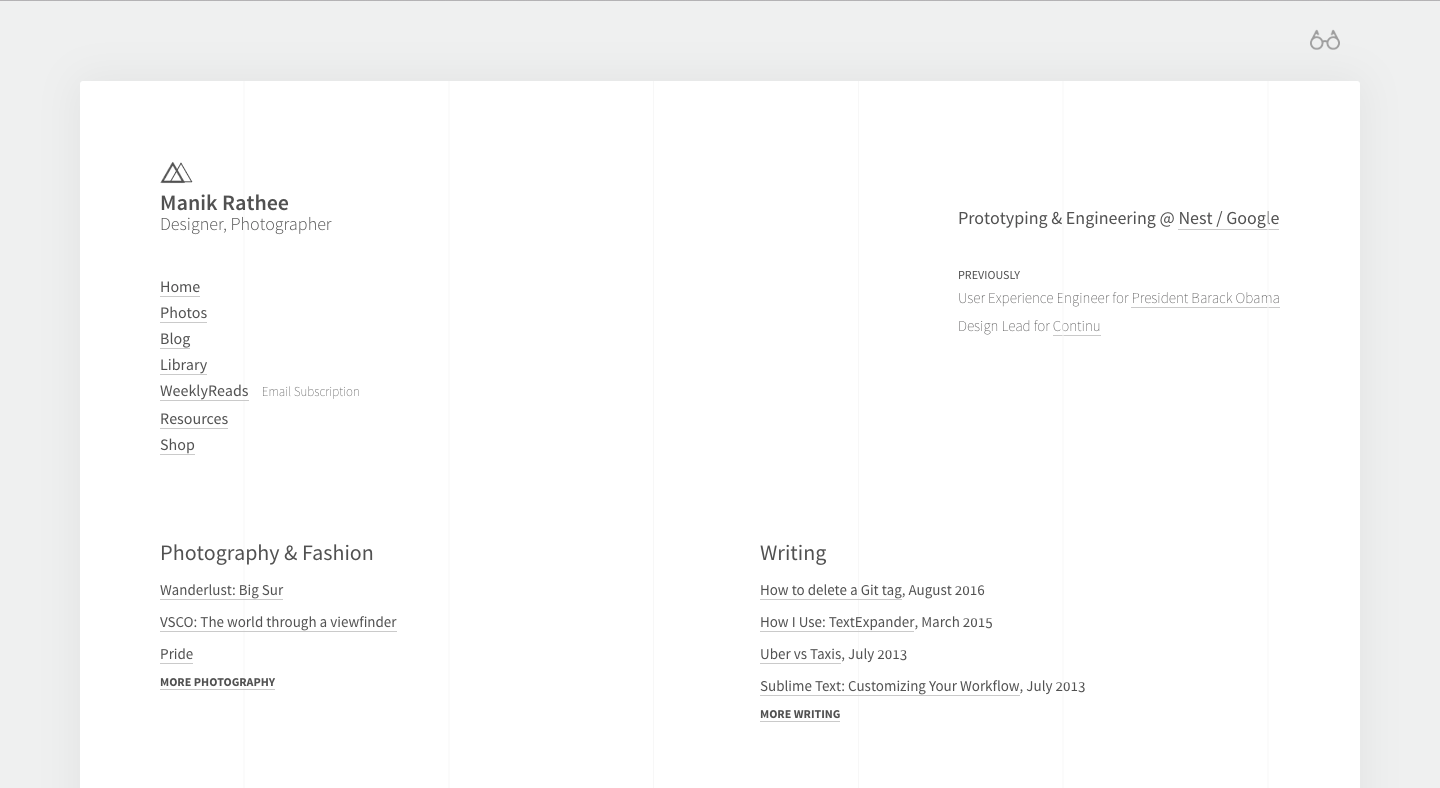 Manik Rathee
Designer, Photographer
Prototyping & Engineering @ Nest / Google
PREVIOUSLY
User Experience Engineer for President Barack Obama
Design Lead for Continu
Home
Photos
Blog
Library
WeeklyReads Email Subscription
Resources
Shop
Photography & Fashion
Wanderlust: Big Sur
VSCO: The world through a viewfinder
Pride
MORE PHOTOGRAPHY
Writing
How to delete a Git tag, August 2016
How I Use: TextExpander, March 2015
Uber vs Taxis, July 2013
Sublime Text: Customizing Your Workflow, July 2013
MORE WRITING